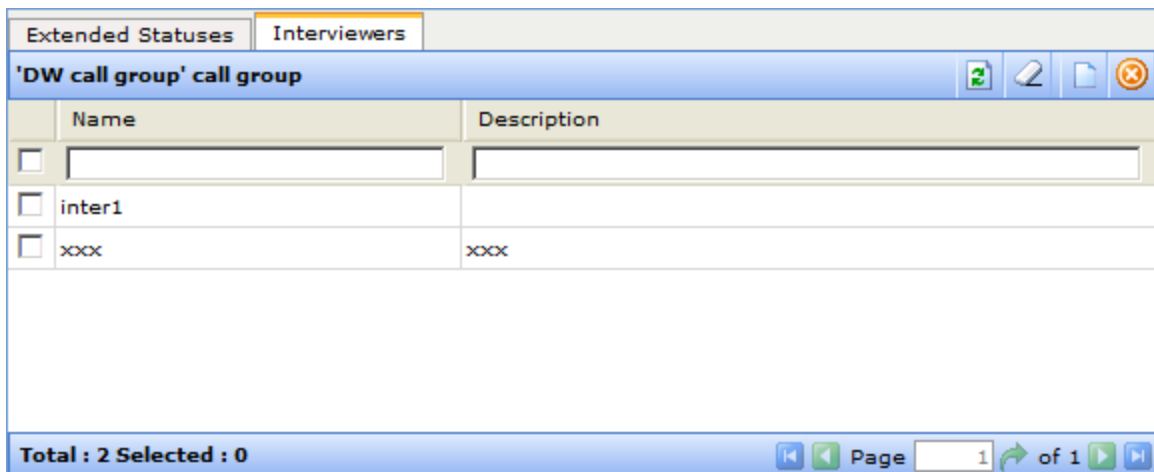 Extended Statuses Interviewers
'DW call group' call group
Name Description
inter1
xxx xxx
Total : 2 Selected : 0 Page 1 of 1